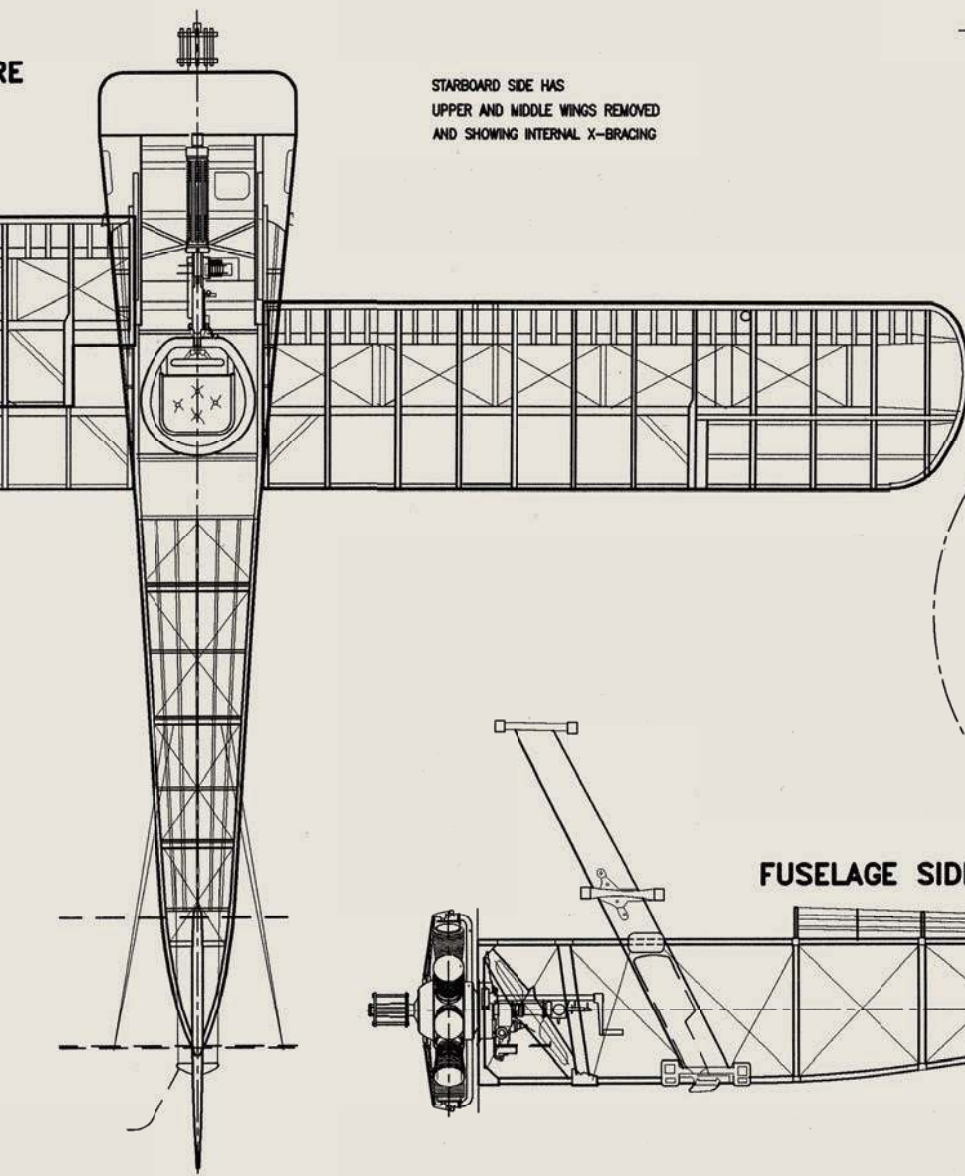 RE
STARBOARD SIDE HAS
UPPER AND MIDDLE WINGS REMOVED
AND SHOWING INTERNAL X-BRACING
FUSELAGE SID